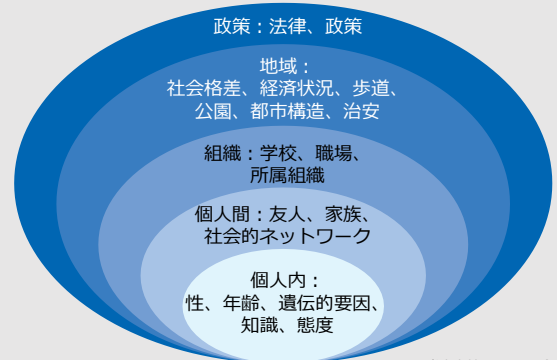 政策：法律、政策
地域：
社会格差、経済状況、歩道、
公園、都市構造、治安
組織：学校、職場、
所属組織
個人間：友人、家族、
社会的ネットワーク
個人内：
性、年齢、遺伝的要因、
知識、態度